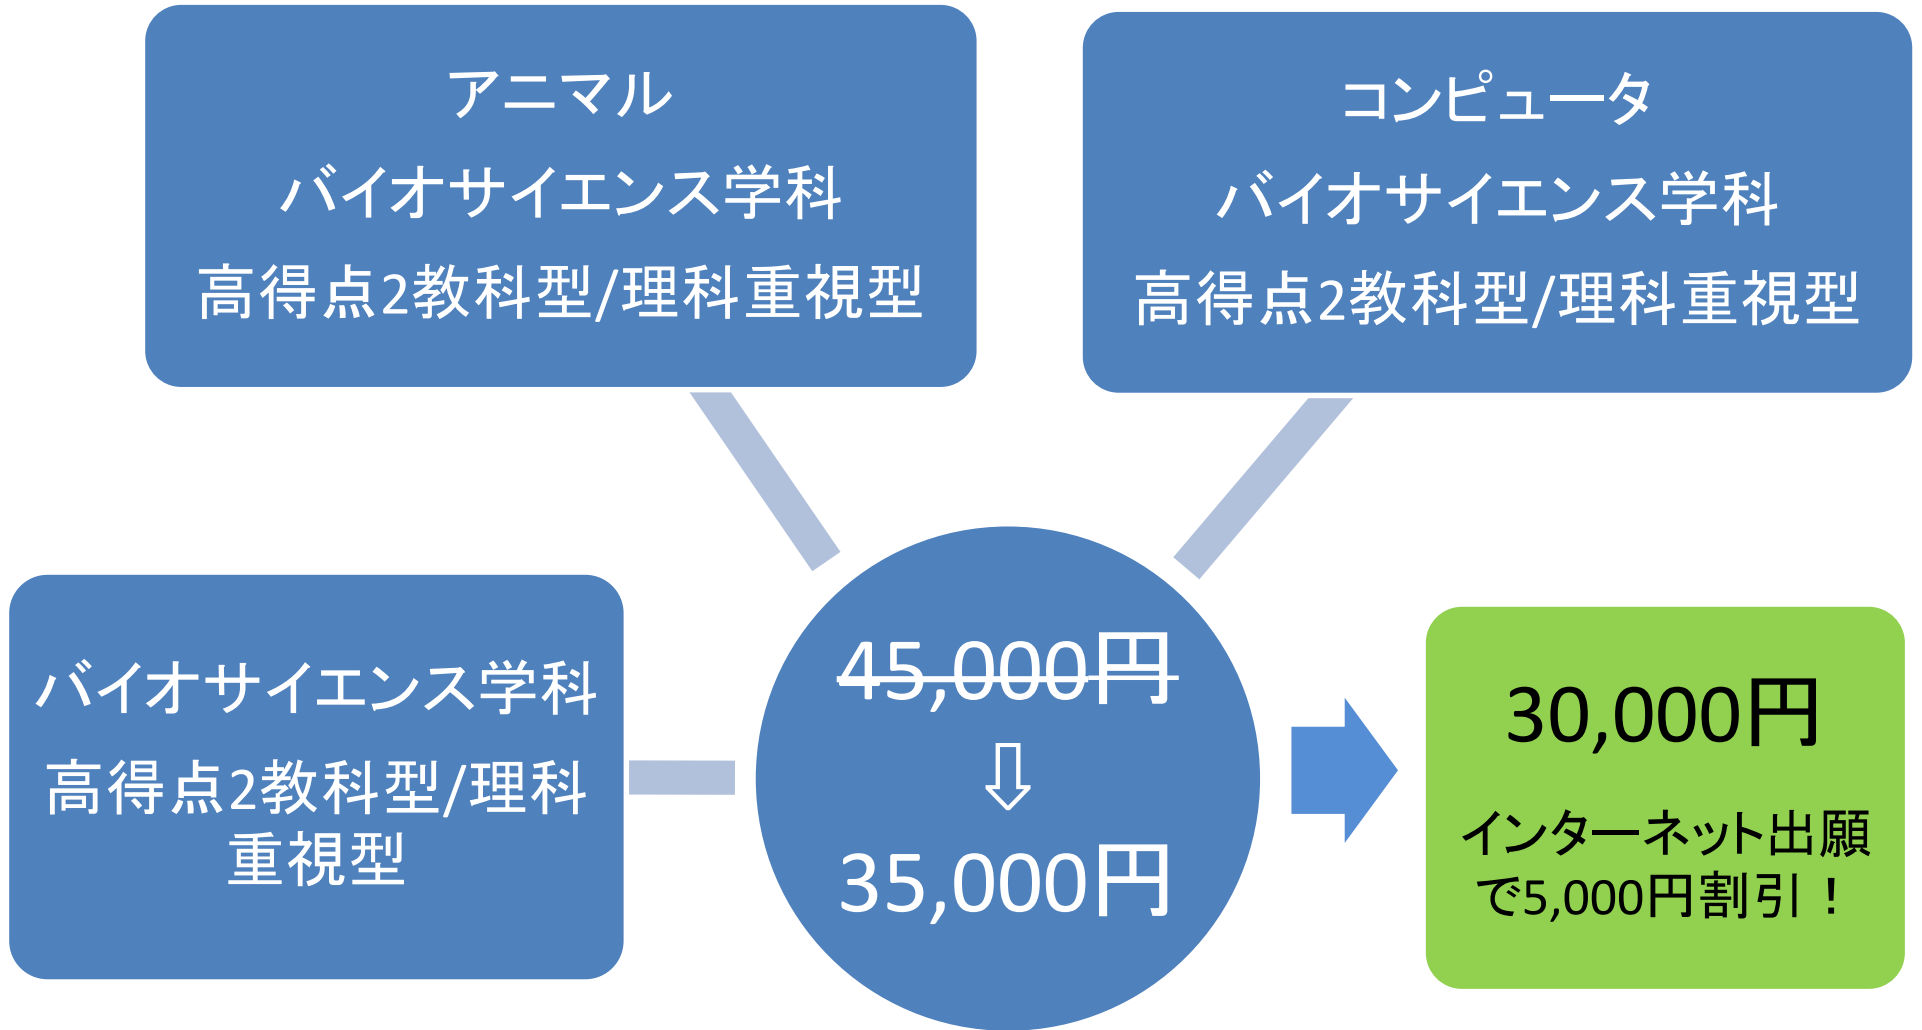 アニマル
バイオサイエンス学科
高得点2教科型/理科重視型
コンピュータ
バイオサイエンス学科
高得点2教科型/理科重視型
バイオサイエンス学科
高得点2教科型/理科
重視型
45,000円
35,000円
30,000円
インターネット出願
で5,000円割引！